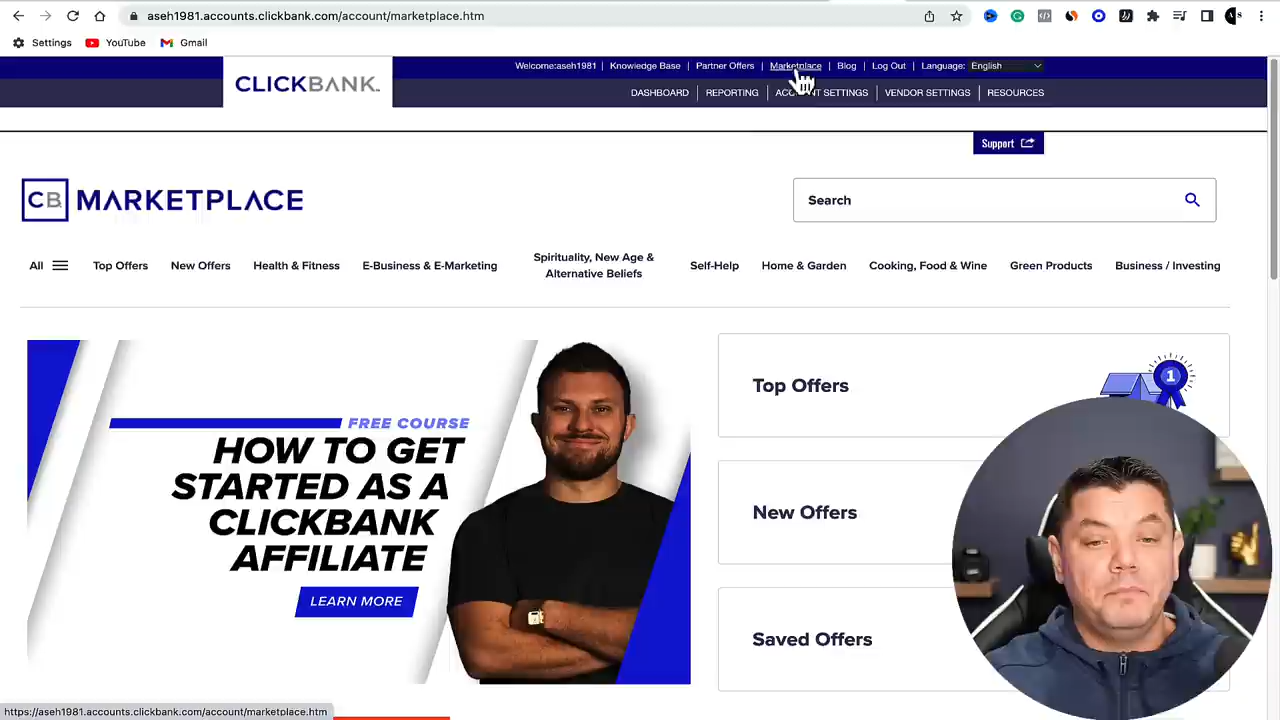 aseh1981.accounts.clickbank.com/account/marketplace.htm
Settings YouTube Gmail
CLICKBANK
Welcome:aseh1981 | Knowledge Base | Partner Offers | Marketplace | Blog | Log Out | Language: English
DASHBOARD | REPORTING | ACCOUNT SETTINGS | VENDOR SETTINGS | RESOURCES
Support
CB MARKETPLACE
Search
All Top Offers New Offers Health & Fitness E-Business & E-Marketing Spirituality, New Age & Alternative Beliefs Self-Help Home & Garden Cooking, Food & Wine Green Products Business / Investing
FREE COURSE
HOW TO GET
STARTED AS A
CLICKBANK
AFFILIATE
LEARN MORE
Top Offers
1
New Offers
Saved Offers
https://aseh1981.accounts.clickbank.com/account/marketplace.htm